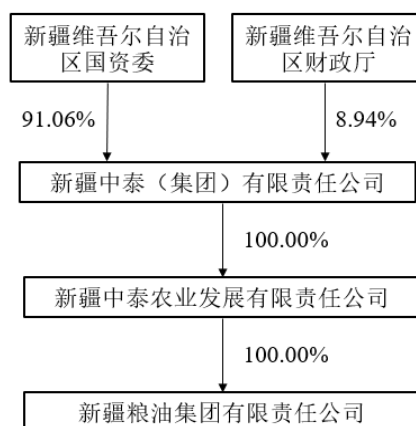 新疆维吾尔自治
区国资委
新疆维吾尔自治
区财政厅
91.06%
8.94%
新疆中泰（集团）有限责任公司
100.00%
新疆中泰农业发展有限责任公司
100.00%
新疆粮油集团有限责任公司